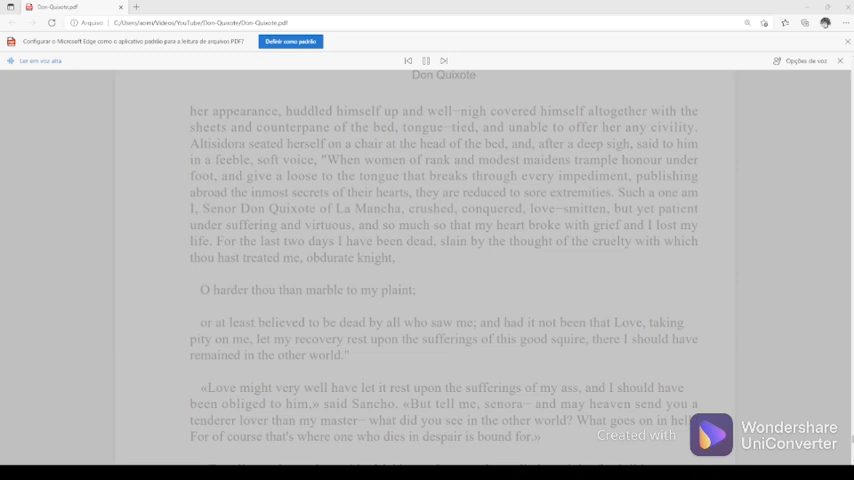 Don-Quixote.pdf
Arquivo
C:/Users/aoms/Videos/YouTube/Don-Quixote/Don-Quixote.pdf
Configurar o Microsoft Edge como o aplicativo padrão para a leitura de arquivos PDF?
Definir como padrão
Ler em voz alta
Opções de voz
Don Quixote
her appearance, huddled himself up and well−nigh covered himself altogether with the
sheets and counterpane of the bed, tongue−tied, and unable to offer her any civility.
Altisidora seated herself on a chair at the head of the bed, and, after a deep sigh, said to him
in a feeble, soft voice, "When women of rank and modest maidens trample honour under
foot, and give a loose to the tongue that breaks through every impediment, publishing
abroad the inmost secrets of their hearts, they are reduced to sore extremities. Such a one am
I, Senor Don Quixote of La Mancha, crushed, conquered, love−smitten, but yet patient
under suffering and virtuous, and so much so that my heart broke with grief and I lost my
life. For the last two days I have been dead, slain by the thought of the cruelty with which
thou hast treated me, obdurate knight,
O harder thou than marble to my plaint;
or at least believed to be dead by all who saw me; and had it not been that Love, taking
pity on me, let my recovery rest upon the sufferings of this good squire, there I should have
remained in the other world."
«Love might very well have let it rest upon the sufferings of my ass, and I should have
been obliged to him,» said Sancho. «But tell me, senora− and may heaven send you a
tenderer lover than my master− what did you see in the other world? What goes on in hell?
For of course that's where one who dies in despair is bound for.»
Created with
Wondershare
UniConverter